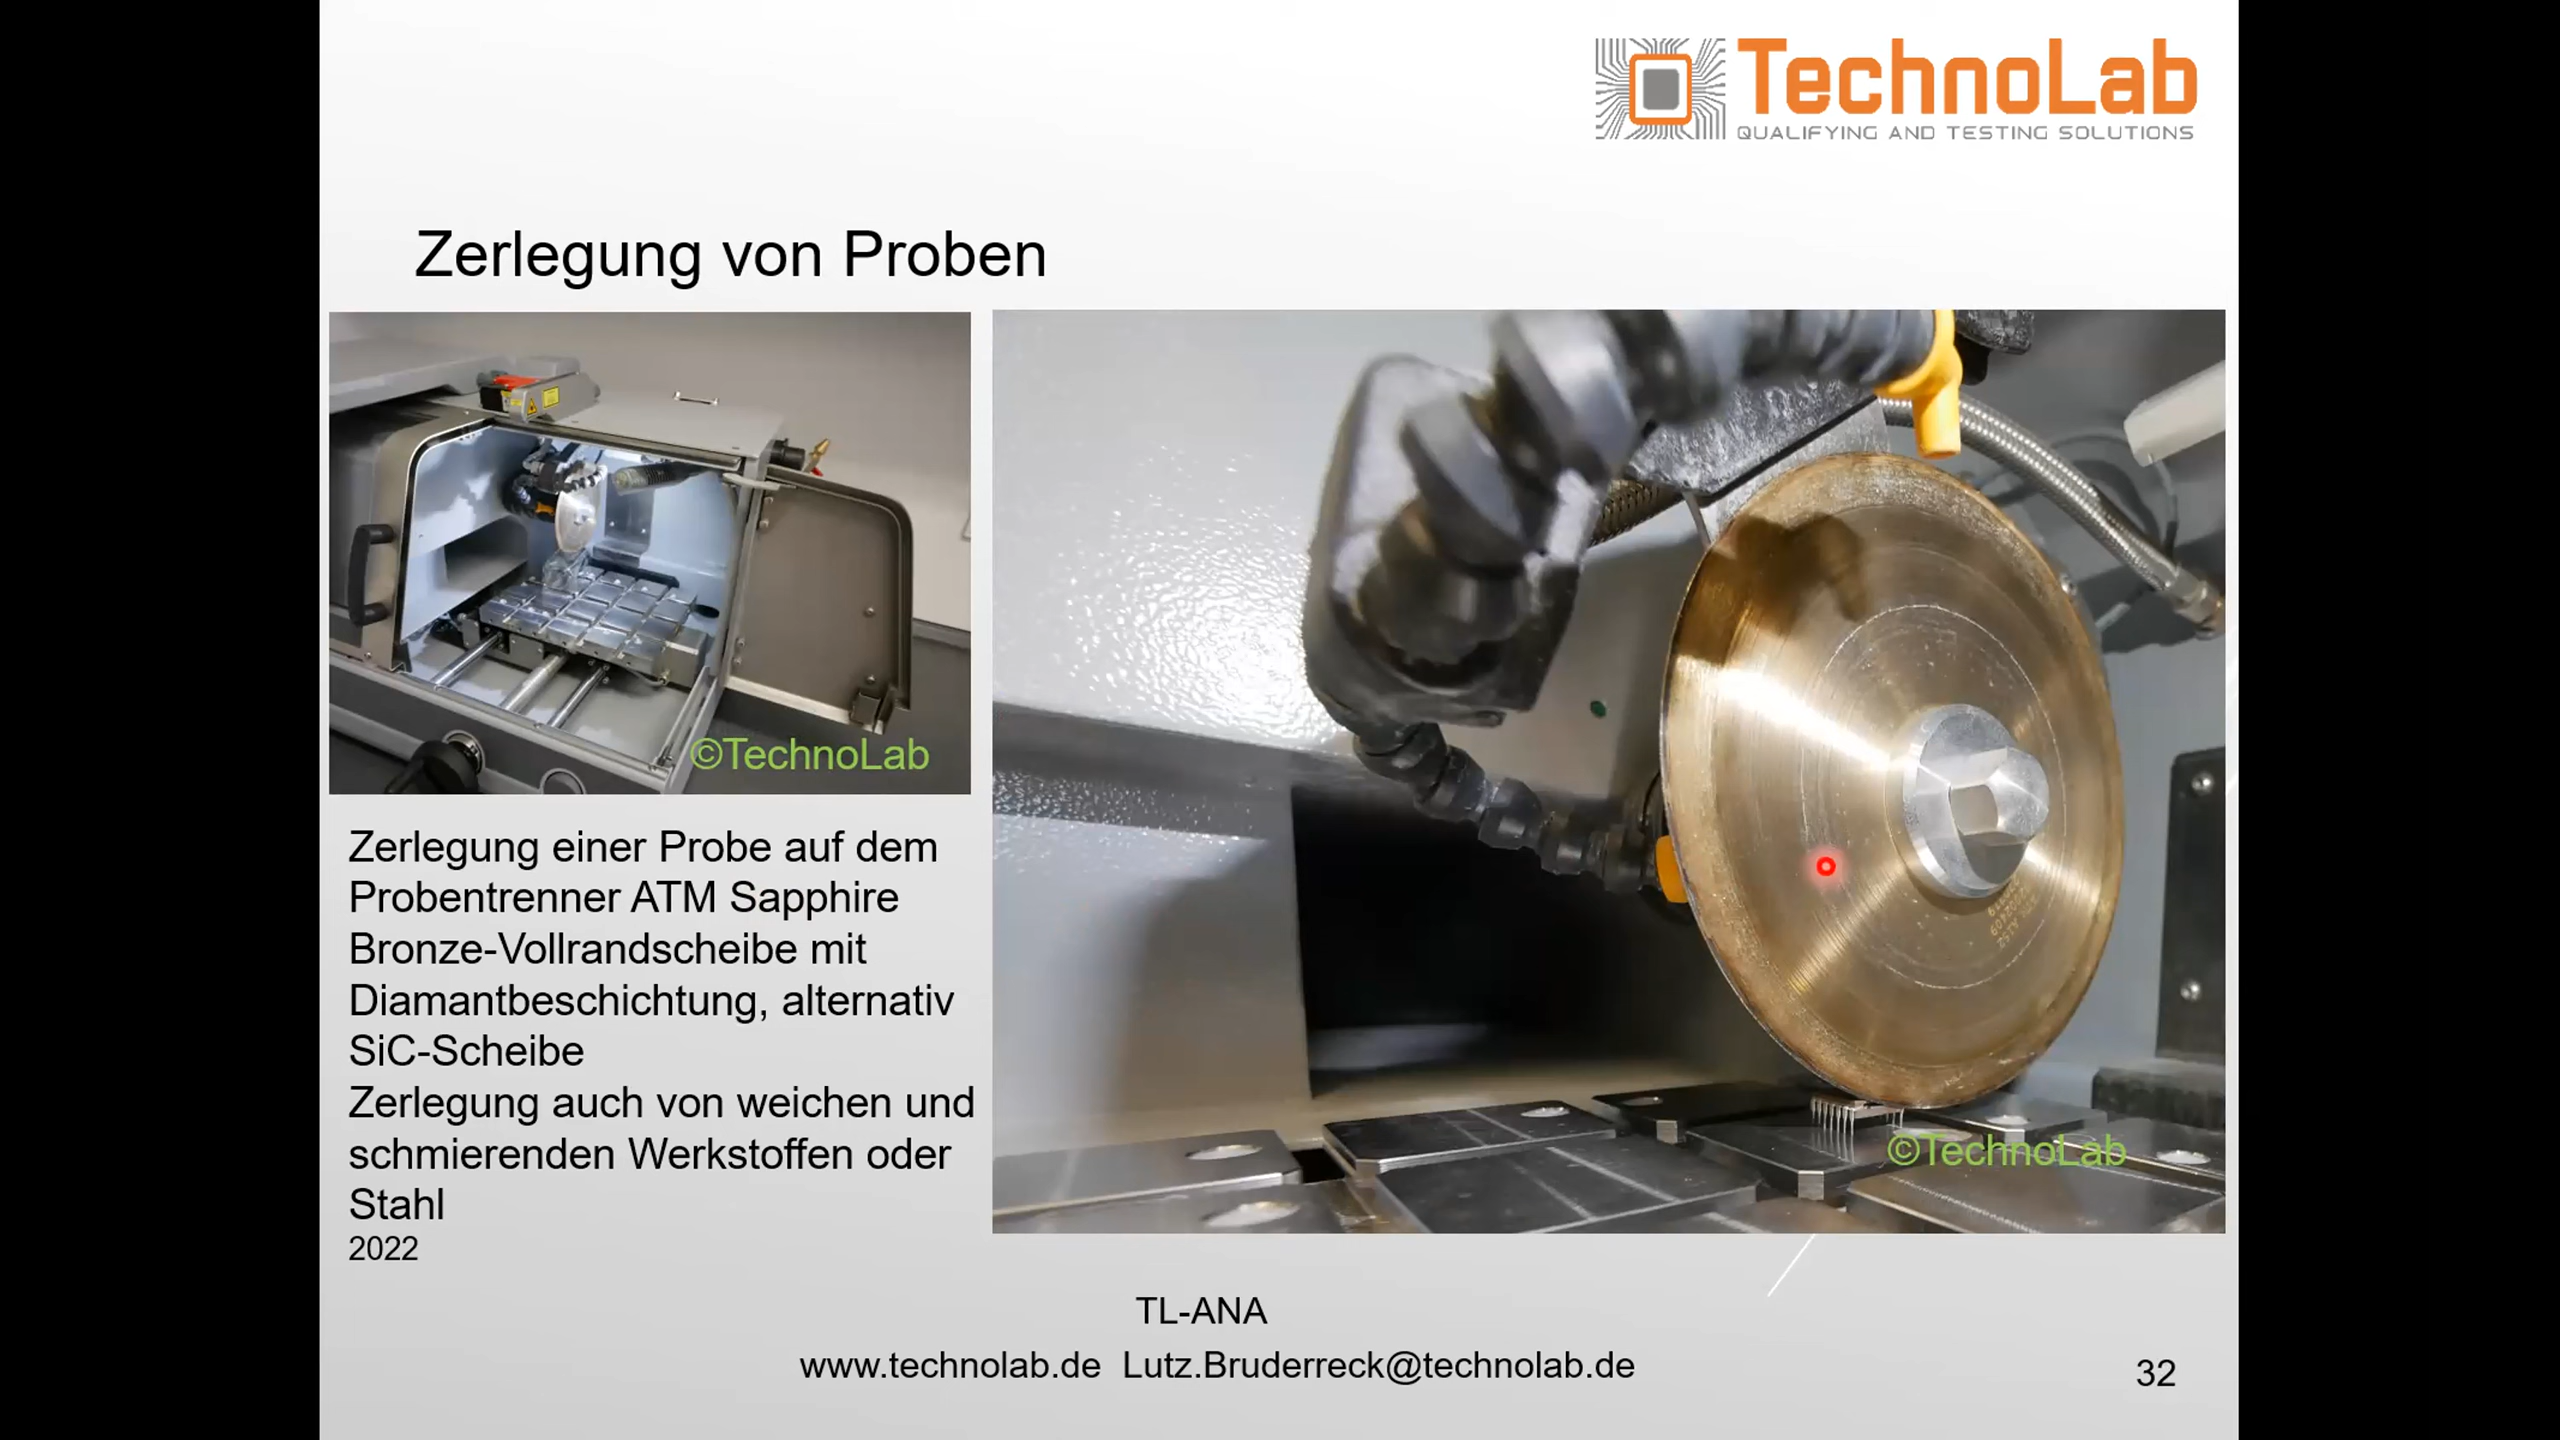 TechnoLab
QUALIFYING AND TESTING SOLUTIONS
Zerlegung von Proben
©TechnoLab
©TechnoLab
Zerlegung einer Probe auf dem
Probentrenner ATM Sapphire
Bronze-Vollrandscheibe mit
Diamantbeschichtung, alternativ
SiC-Scheibe
Zerlegung auch von weichen und
schmierenden Werkstoffen oder
Stahl
2022
TL-ANA
www.technolab.de Lutz.Bruderreck@technolab.de
32